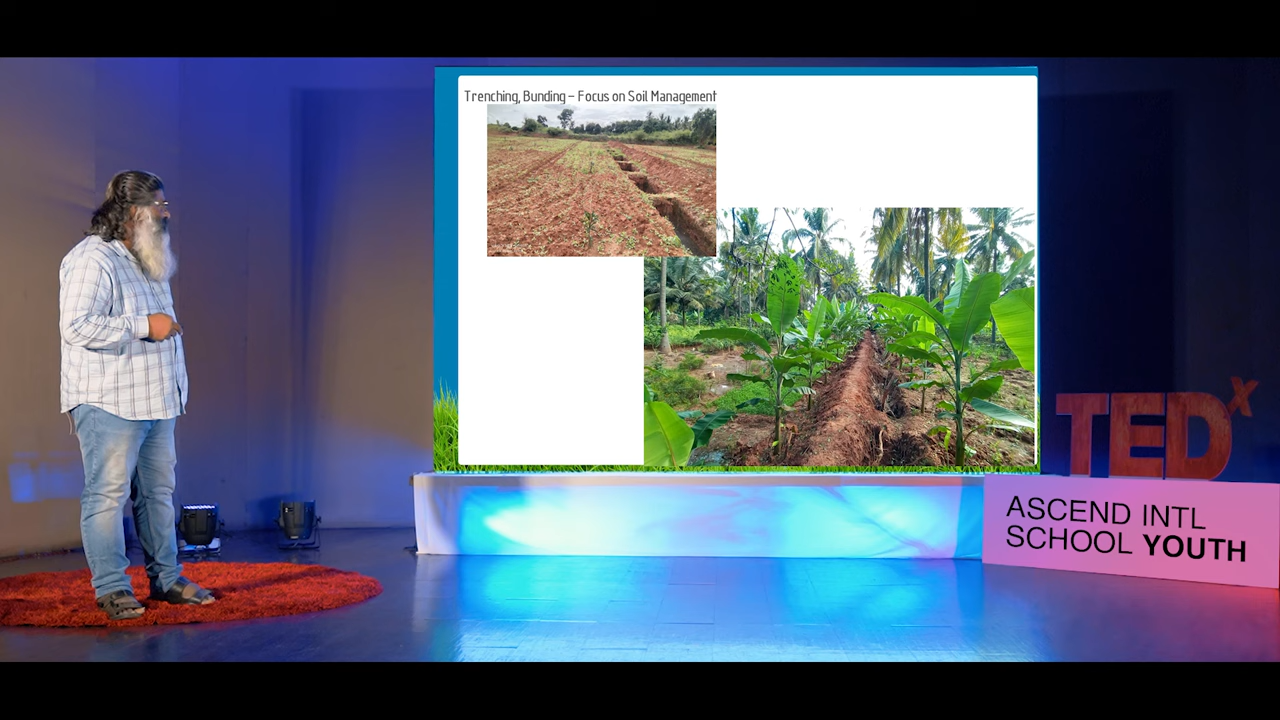 Trenching, Bunding – Focus on Soil Management
TEDx
ASCEND INTL
SCHOOL YOUTH